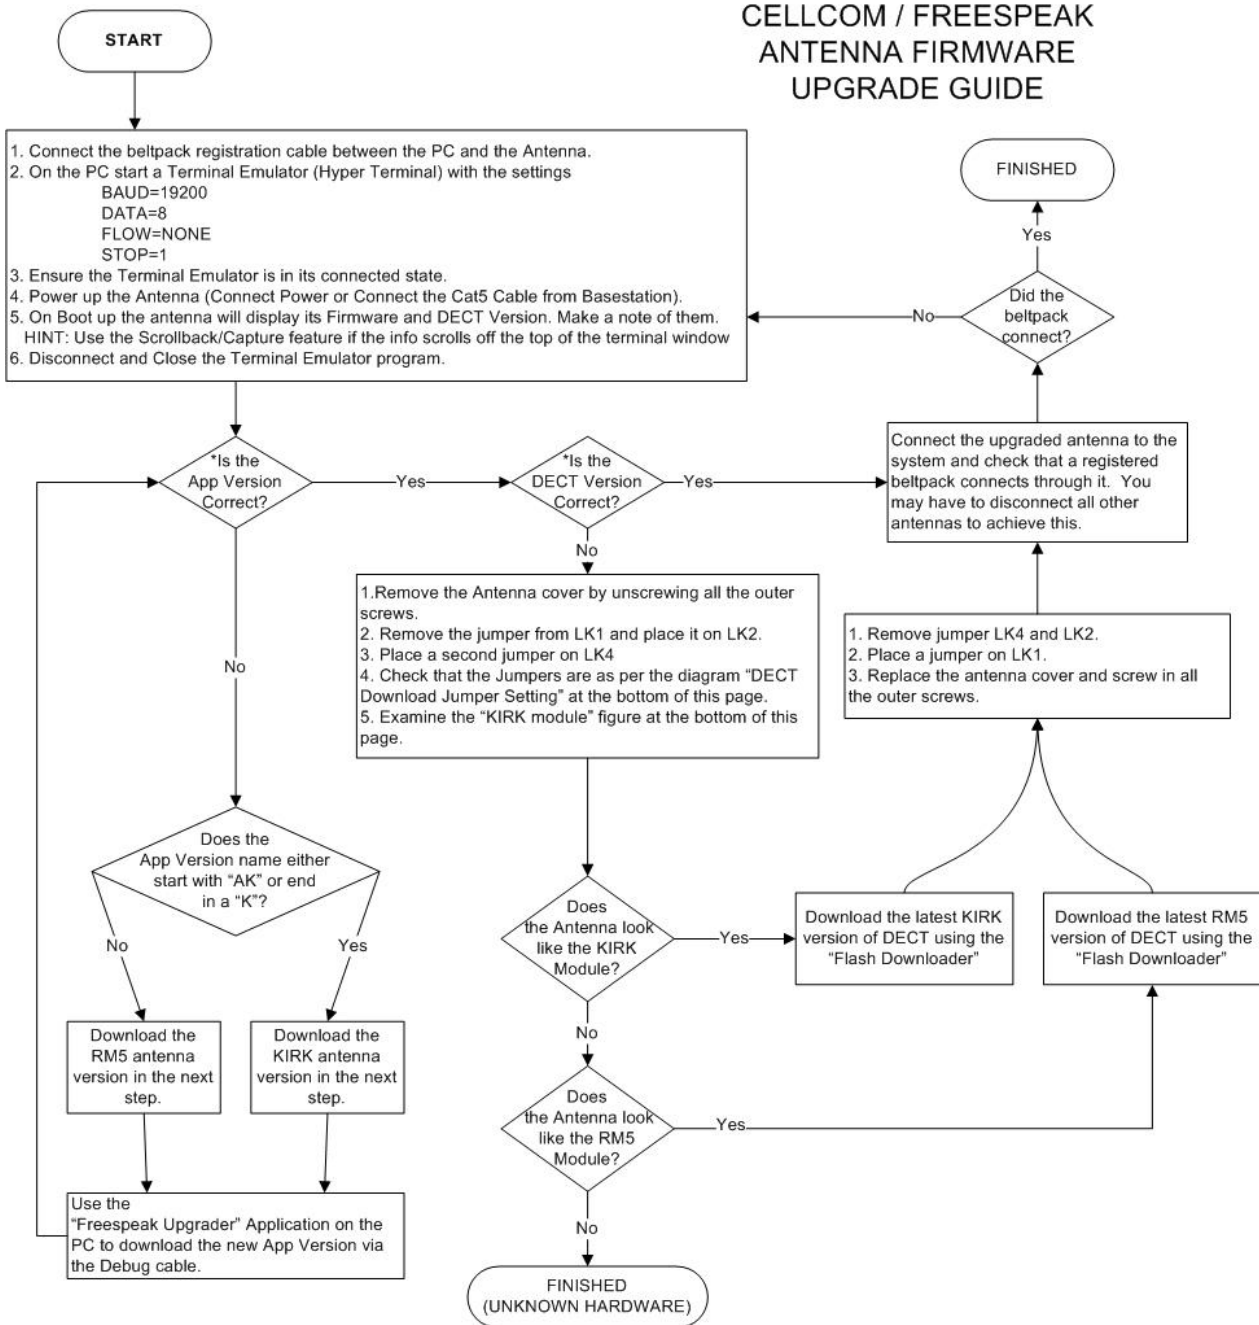 CELLCOM / FREESPEAK
ANTENNA FIRMWARE
UPGRADE GUIDE
START
1. Connect the beltpack registration cable between the PC and the Antenna.
2. On the PC start a Terminal Emulator (Hyper Terminal) with the settings
BAUD=19200
DATA=8
FLOW=NONE
STOP=1
3. Ensure the Terminal Emulator is in its connected state.
4. Power up the Antenna (Connect Power or Connect the Cat5 Cable from Basestation).
5. On Boot up the antenna will display its Firmware and DECT Version. Make a note of them.
HINT: Use the Scrollback/Capture feature if the info scrolls off the top of the terminal window
6. Disconnect and Close the Terminal Emulator program.
FINISHED
Yes
Did the
beltpack
connect?
No
*Is the
App Version
Correct?
Yes
*Is the
DECT Version
Correct?
Yes
Connect the upgraded antenna to the
system and check that a registered
beltpack connects through it.  You
may have to disconnect all other
antennas to achieve this.
No
No
1.Remove the Antenna cover by unscrewing all the outer
screws.
2. Remove the jumper from LK1 and place it on LK2.
3. Place a second jumper on LK4
4. Check that the Jumpers are as per the diagram “DECT
Download Jumper Setting” at the bottom of this page.
5. Examine the “KIRK module” figure at the bottom of this
page.
1. Remove jumper LK4 and LK2.
2. Place a jumper on LK1.
3. Replace the antenna cover and screw in all
the outer screws.
Does the
App Version name either
start with “AK” or end
in a “K”?
No
Yes
Download the
RM5 antenna
version in the next
step.
Download the
KIRK antenna
version in the next
step.
Use the
“Freespeak Upgrader” Application on the
PC to download the new App Version via
the Debug cable.
Does
the Antenna look
like the KIRK
Module?
Yes
Download the latest KIRK
version of DECT using the
“Flash Downloader”
Download the latest RM5
version of DECT using the
“Flash Downloader”
No
Does
the Antenna look
like the RM5
Module?
Yes
No
FINISHED
(UNKNOWN HARDWARE)